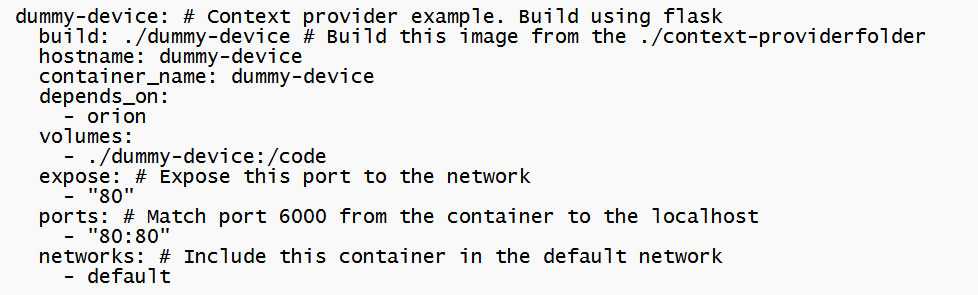 dummy-device: # Context provider example. Build using flask
  build: ./dummy-device # Build this image from the ./context-providerfolder
  hostname: dummy-device
  container_name: dummy-device
  depends_on:
    - orion
  volumes:
    - ./dummy-device:/code
  expose: # Expose this port to the network
    - "80"
  ports: # Match port 6000 from the container to the localhost
    - "80:80"
  networks: # Include this container in the default network
    - default